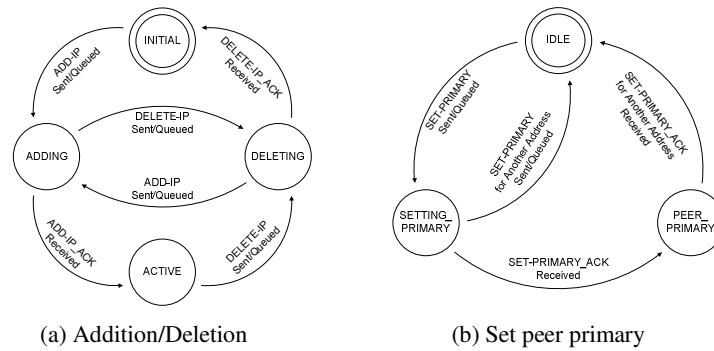 INITIAL
ADD-IP
Sent/Queued
DELETE-IP_ACK
Received
DELETE-IP
Sent/Queued
ADDING
DELETING
ADD-IP
Sent/Queued
ADD-IP_ACK
Received
DELETE-IP
Sent/Queued
ACTIVE
(a) Addition/Deletion
IDLE
SET-PRIMARY
Sent/Queued
SET-PRIMARY
for Another Address
Sent/Queued
SET-PRIMARY_ACK
for Another Address
Received
SETTING_
PRIMARY
PEER_
PRIMARY
SET-PRIMARY_ACK
Received
(b) Set peer primary